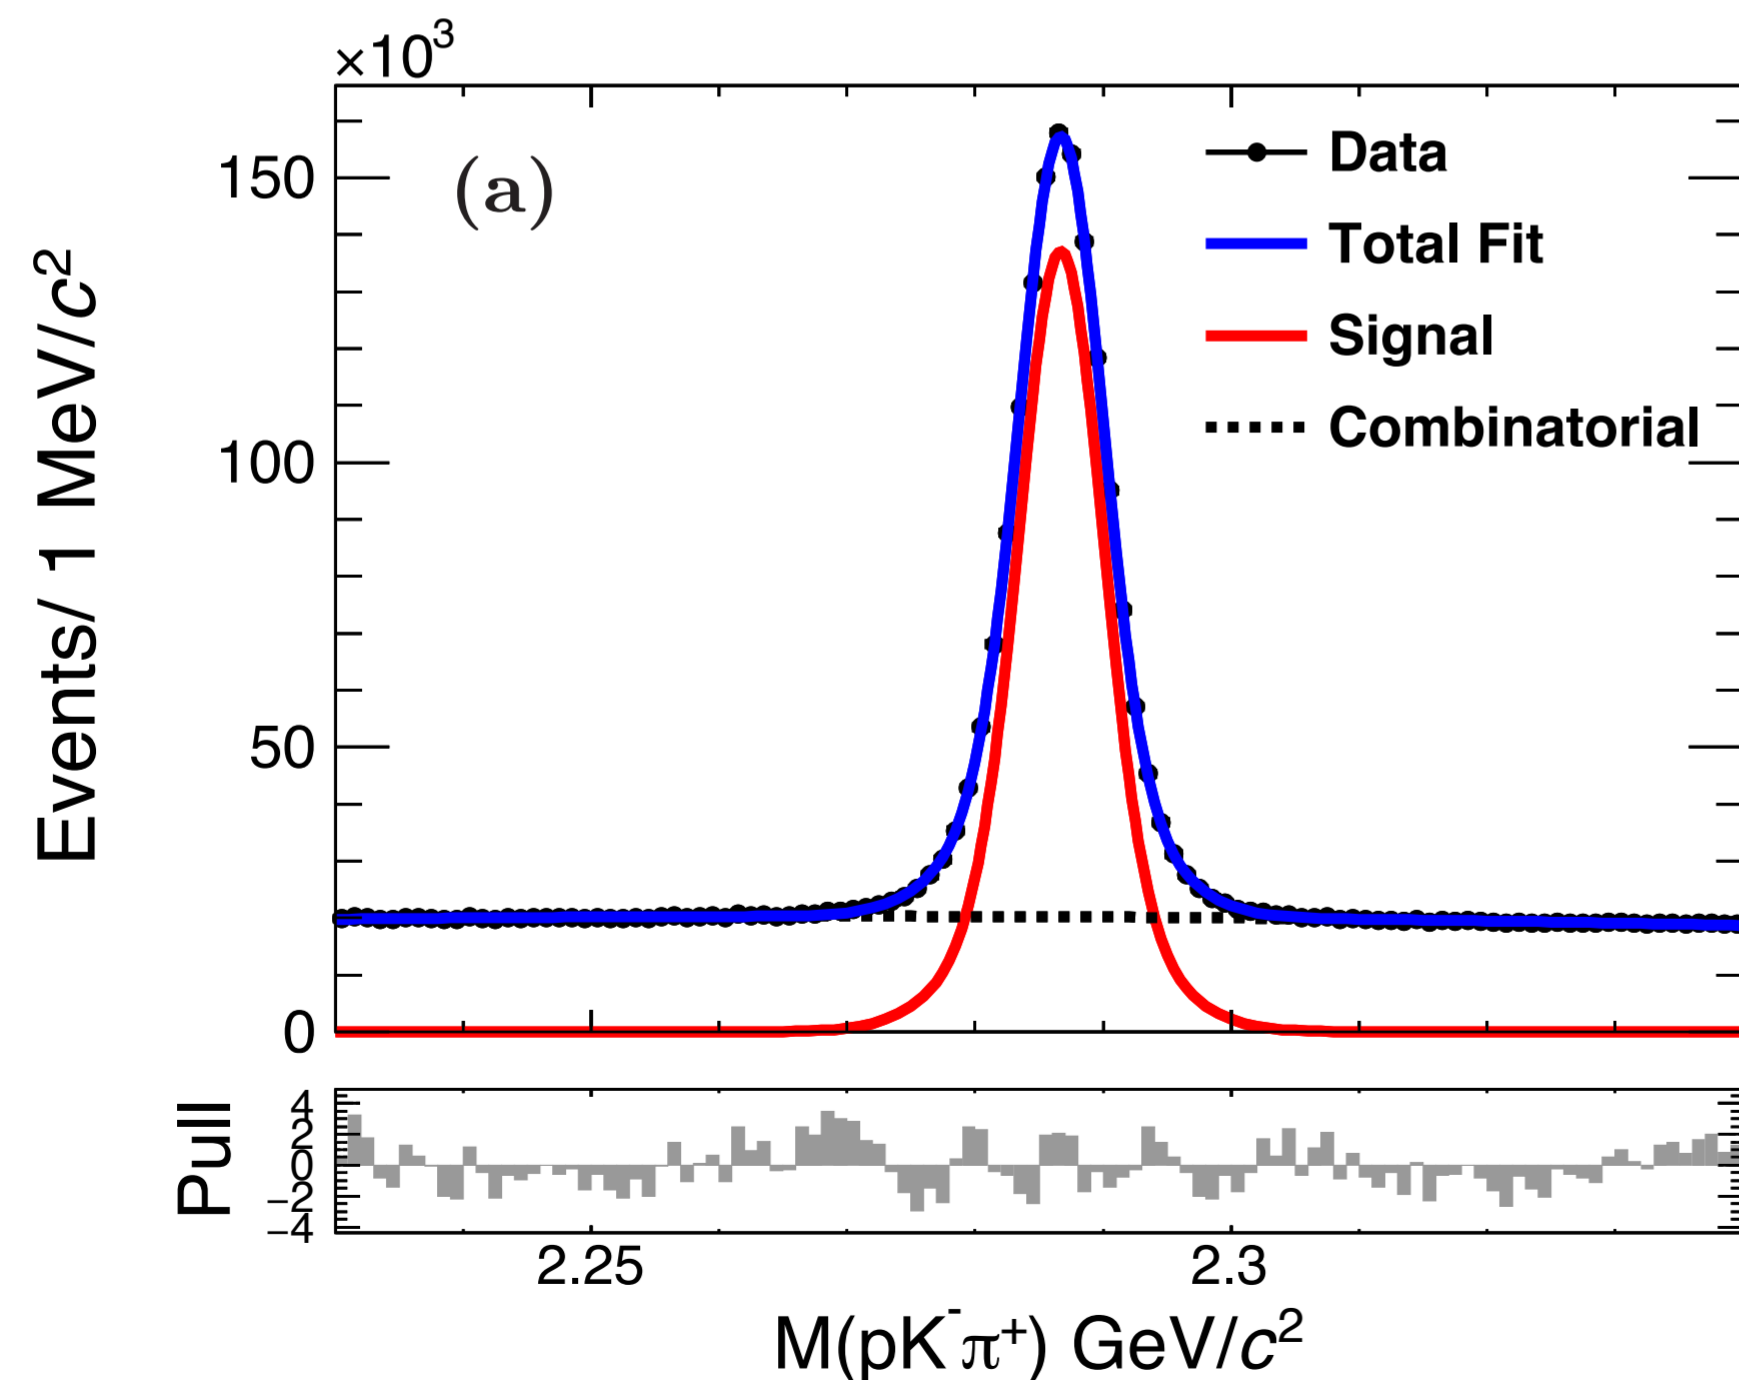 ×10³
Events/ 1 MeV/c²
150
100
50
0
(a)
Data
Total Fit
Signal
Combinatorial
Pull
4
2
0
−2
−4
2.25
2.3
M(pK⁻π⁺) GeV/c²